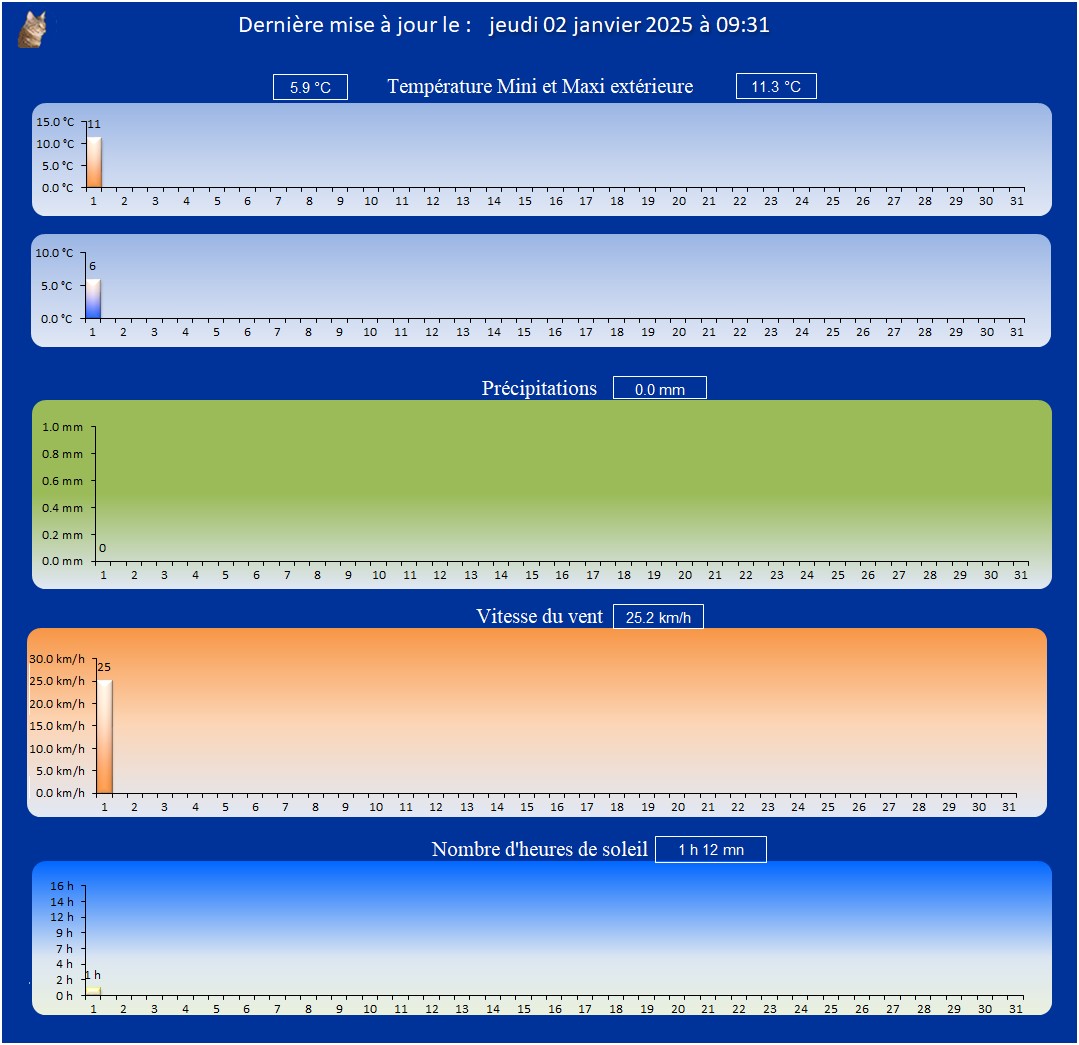 Dernière mise à jour le : jeudi 02 janvier 2025 à 09:31
5.9 °C Température Mini et Maxi extérieure 11.3 °C
15.0 °C
11
10.0 °C
5.0 °C
0.0 °C
1 2 3 4 5 6 7 8 9 10 11 12 13 14 15 16 17 18 19 20 21 22 23 24 25 26 27 28 29 30 31
10.0 °C
6
5.0 °C
0.0 °C
1 2 3 4 5 6 7 8 9 10 11 12 13 14 15 16 17 18 19 20 21 22 23 24 25 26 27 28 29 30 31
Précipitations 0.0 mm
1.0 mm
0.8 mm
0.6 mm
0.4 mm
0.2 mm
0
0.0 mm
1 2 3 4 5 6 7 8 9 10 11 12 13 14 15 16 17 18 19 20 21 22 23 24 25 26 27 28 29 30 31
Vitesse du vent 25.2 km/h
30.0 km/h
25
25.0 km/h
20.0 km/h
15.0 km/h
10.0 km/h
5.0 km/h
0.0 km/h
1 2 3 4 5 6 7 8 9 10 11 12 13 14 15 16 17 18 19 20 21 22 23 24 25 26 27 28 29 30 31
Nombre d'heures de soleil 1 h 12 mn
16 h
14 h
12 h
9 h
7 h
4 h
1 h
2 h
0 h
1 2 3 4 5 6 7 8 9 10 11 12 13 14 15 16 17 18 19 20 21 22 23 24 25 26 27 28 29 30 31